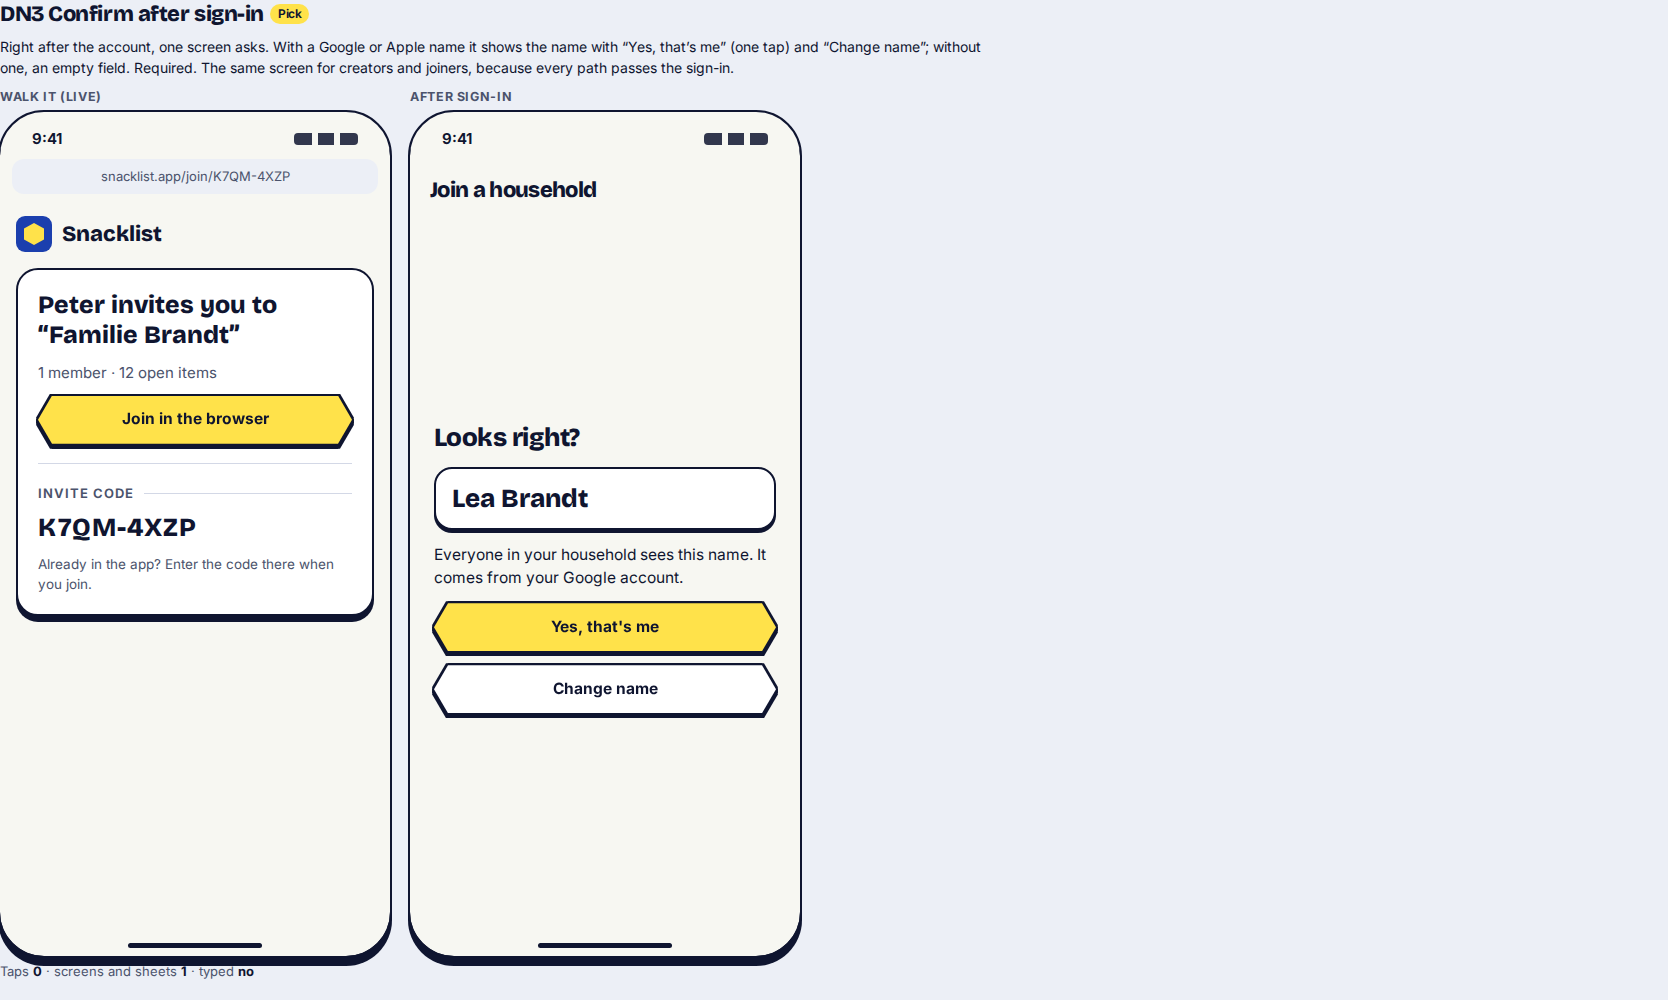 DN3 Confirm after sign-in Pick
Right after the account, one screen asks. With a Google or Apple name it shows the name with “Yes, that’s me” (one tap) and “Change name”; without
one, an empty field. Required. The same screen for creators and joiners, because every path passes the sign-in.
WALK IT (LIVE)
9:41
snacklist.app/join/K7QM-4XZP
Snacklist
Peter invites you to
“Familie Brandt”
1 member · 12 open items
Join in the browser
INVITE CODE
K7QM-4XZP
Already in the app? Enter the code there when
you join.
Taps 0 · screens and sheets 1 · typed no
AFTER SIGN-IN
9:41
Join a household
Looks right?
Lea Brandt
Everyone in your household sees this name. It
comes from your Google account.
Yes, that's me
Change name